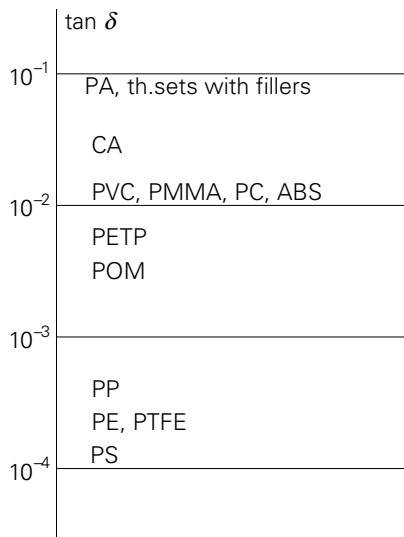 tan δ
10⁻¹
PA, th.sets with fillers
CA
PVC, PMMA, PC, ABS
10⁻²
PETP
POM
10⁻³
PP
PE, PTFE
PS
10⁻⁴